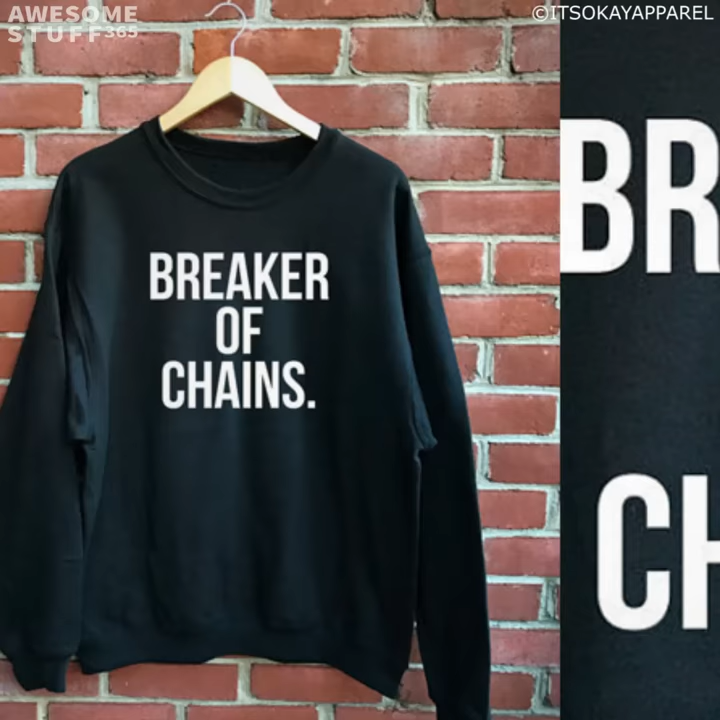 AWESOME
STUFF365
©ITSOKAYAPPAREL
BREAKER
OF
CHAINS.
BR
CH